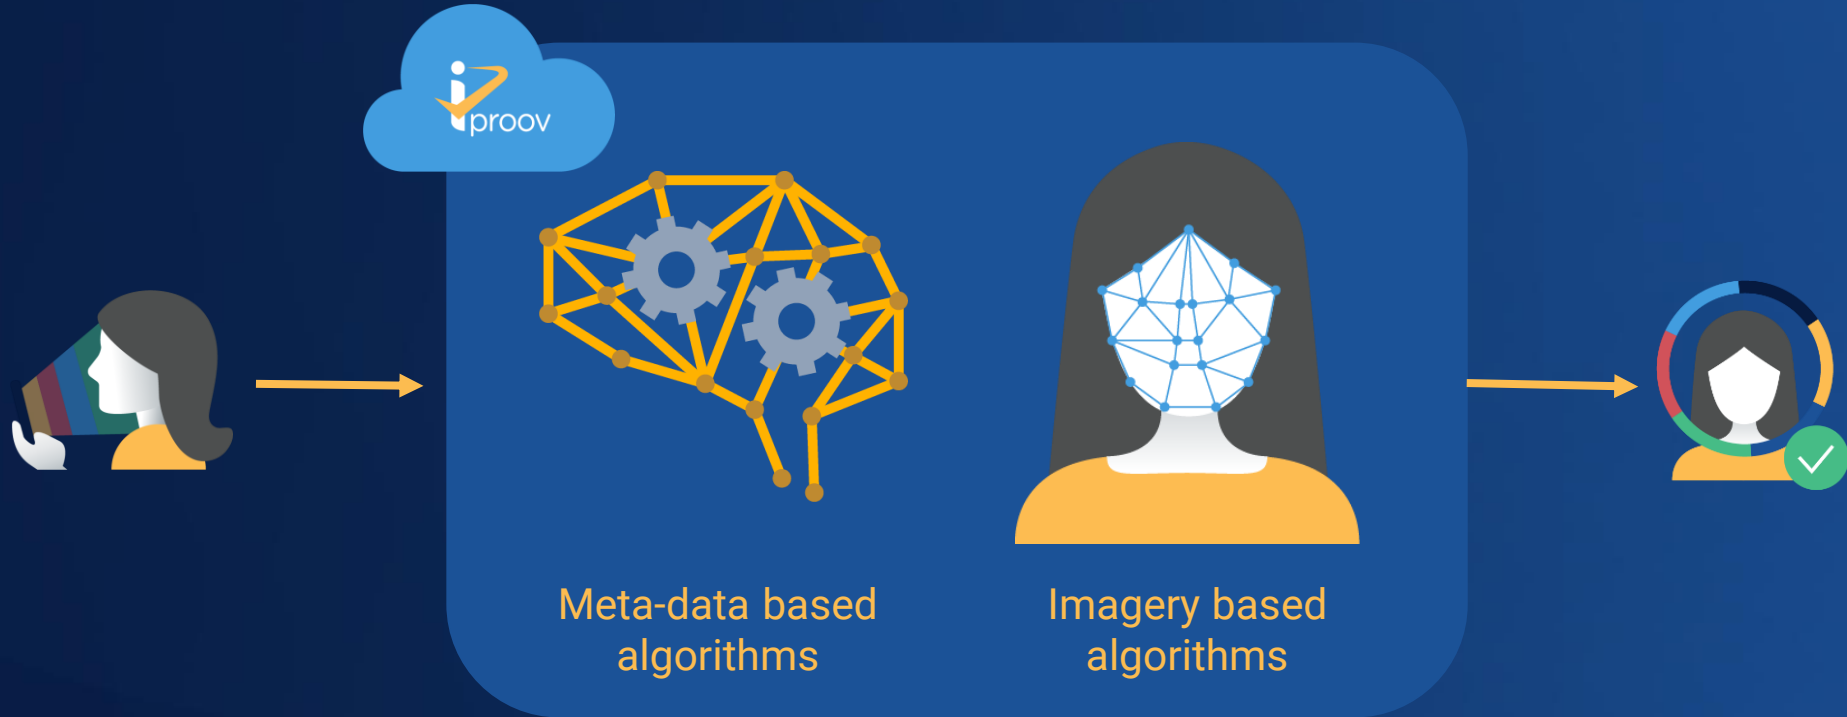 iproov
Meta-data based
algorithms
Imagery based
algorithms